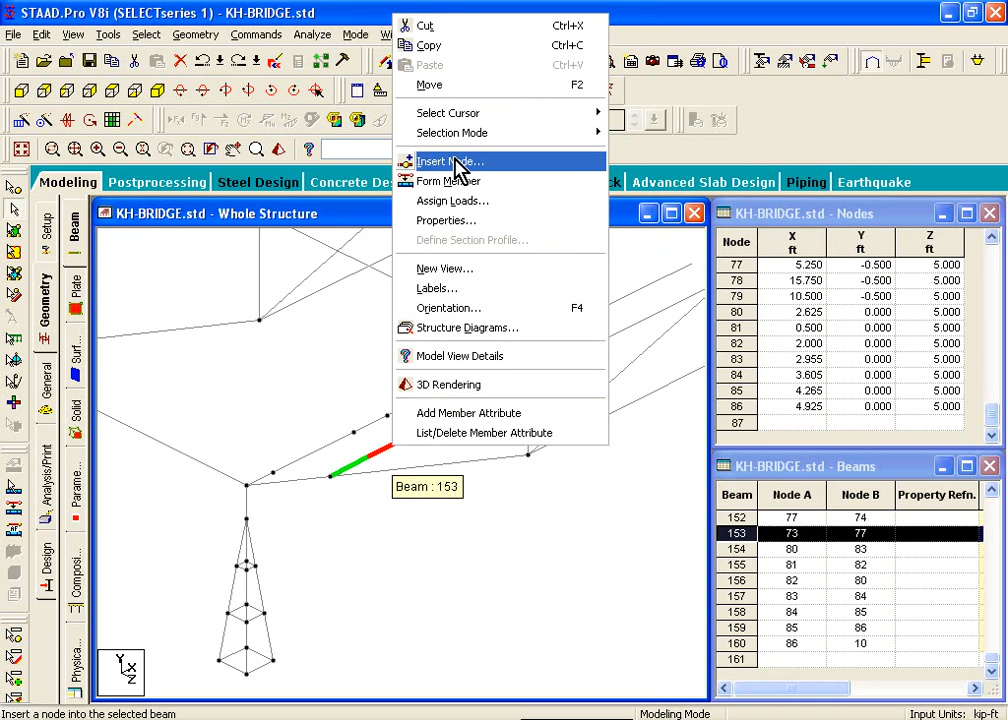 STAAD.Pro V8i (SELECTseries 1) - KH-BRIDGE.std
File Edit View Tools Select Geometry Commands Analyze Mode
Modeling Postprocessing Steel Design Advanced Slab Design Piping Earthquake
Cut Ctrl+X
Copy Ctrl+C
Paste Ctrl+V
Move F2
Select Cursor
Selection Mode
Insert Node...
Form Member
Assign Loads...
Properties...
Define Section Profile...
New View...
Labels...
Orientation... F4
Structure Diagrams...
Model View Details
3D Rendering
Add Member Attribute
List/Delete Member Attribute
Setup
Geometry
General
Analysis/Print
Design
Beam
Plate
Surf...
Solid
Parame...
Composi...
Physica...
KH-BRIDGE.std - Whole Structure
Beam : 153
Y
X
Z
KH-BRIDGE.std - Nodes
Node X ft Y ft Z ft
77 5.250 -0.500 5.000
78 15.750 -0.500 5.000
79 10.500 -0.500 5.000
80 2.625 0.000 5.000
81 0.500 0.000 5.000
82 2.000 0.000 5.000
83 2.955 0.000 5.000
84 3.605 0.000 5.000
85 4.265 0.000 5.000
86 4.925 0.000 5.000
87
KH-BRIDGE.std - Beams
Beam Node A Node B Property Refn.
152 77 74
153 73 77
154 80 83
155 81 82
156 82 80
157 83 84
158 84 85
159 85 86
160 86 10
161
Insert a node into the selected beam
Modeling Mode
Input Units: kip-ft